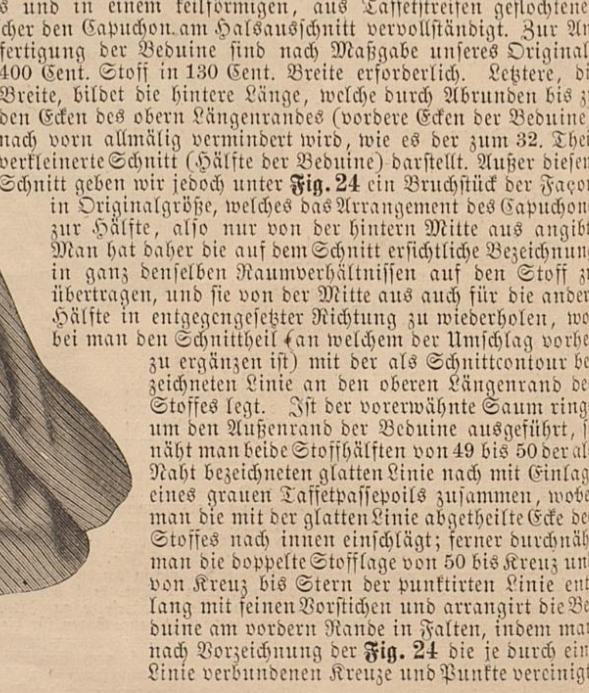 s und in einem keilförmigen, aus Taffetstreifen geflochtene
cher den Capuchon am Halsausschnitt vervollständigt. Zur An
fertigung der Beduine sind nach Maßgabe unseres Original
400 Cent. Stoff in 130 Cent. Breite erforderlich. Letztere, di
Breite, bildet die hintere Länge, welche durch Abrunden bis z
den Ecken des obern Längenrandes (vordere Ecken der Beduine
nach vorn allmälig vermindert wird, wie es der zum 32. Thei
verkleinerte Schnitt (Hälfte der Beduine) darstellt. Außer diesen
Schnitt geben wir jedoch unter Fig. 24 ein Bruchstück der Façon
in Originalgröße, welches das Arrangement des Capuchon
zur Hälfte, also nur von der hintern Mitte aus angibt
Man hat daher die auf dem Schnitt ersichtliche Bezeichnung
in ganz denselben Raumverhältnissen auf den Stoff z
übertragen, und sie von der Mitte aus auch für die ander
Hälfte in entgegengesetzter Richtung zu wiederholen, wo
bei man den Schnittheil (an welchem der Umschlag vorhe
zu ergänzen ist) mit der als Schnittcontour be
zeichneten Linie an den oberen Längenrand de
Stoffes legt. Ist der vorerwähnte Saum ring
um den Außenrand der Beduine ausgeführt, s
näht man beide Stoffhälften von 49 bis 50 der al
Naht bezeichneten glatten Linie nach mit Einlag
eines grauen Taffetpassepoils zusammen, wobe
man die mit der glatten Linie abgetheilte Ecke de
Stoffes nach innen einschlägt; ferner durchnäh
man die doppelte Stofflage von 50 bis Kreuz un
von Kreuz bis Stern der punktirten Linie ent
lang mit feinen Vorstichen und arrangirt die Be
duine am vordern Rande in Falten, indem man
nach Vorzeichnung der Fig. 24 die je durch ein
Linie verbundenen Kreuze und Punkte vereinigt